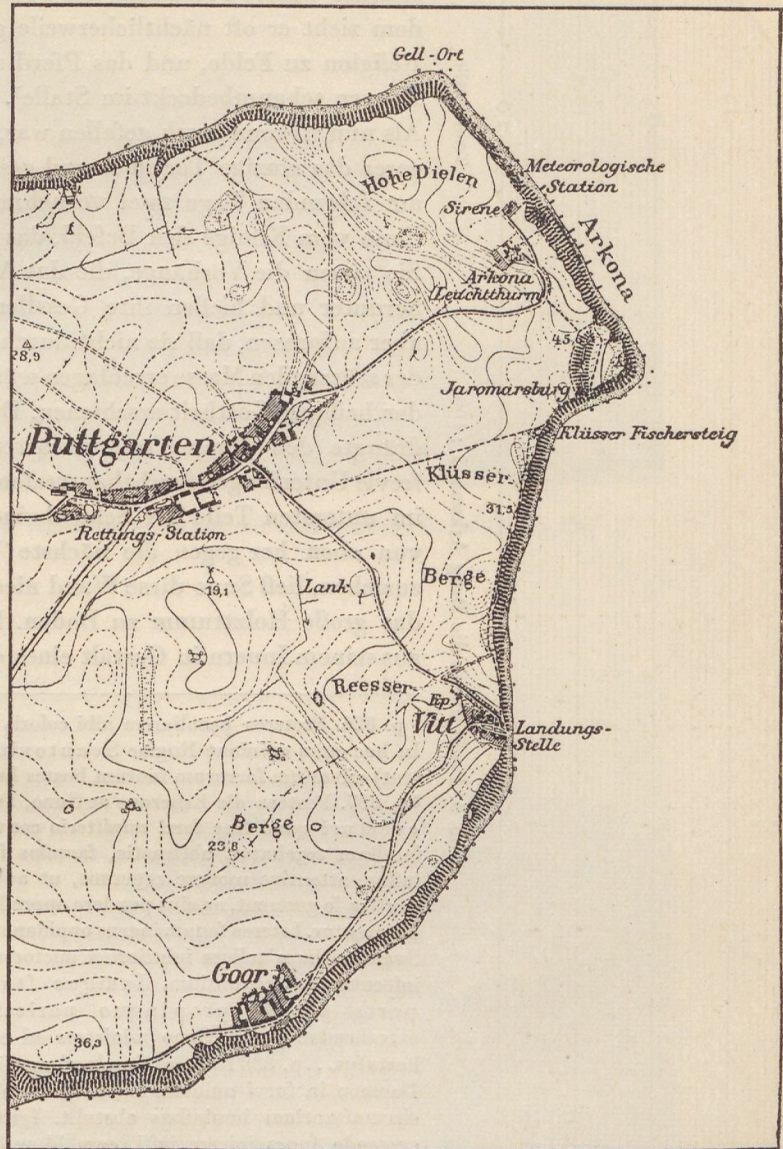 Gell-Ort
Hohe Dielen
Meteorologische
Station
Sirene
Arkona
Arkona
(Leuchtthurm)
28,9
45,
Jaromarsburg
Klüsser Fischersteig
Puttgarten
Klüsser-
31,5
Rettungs-Station
Berge
19,1
Lank
Reesser-
Kp.
Vitt
Landungs-
Stelle
Berge
23,8
Goor
36,3